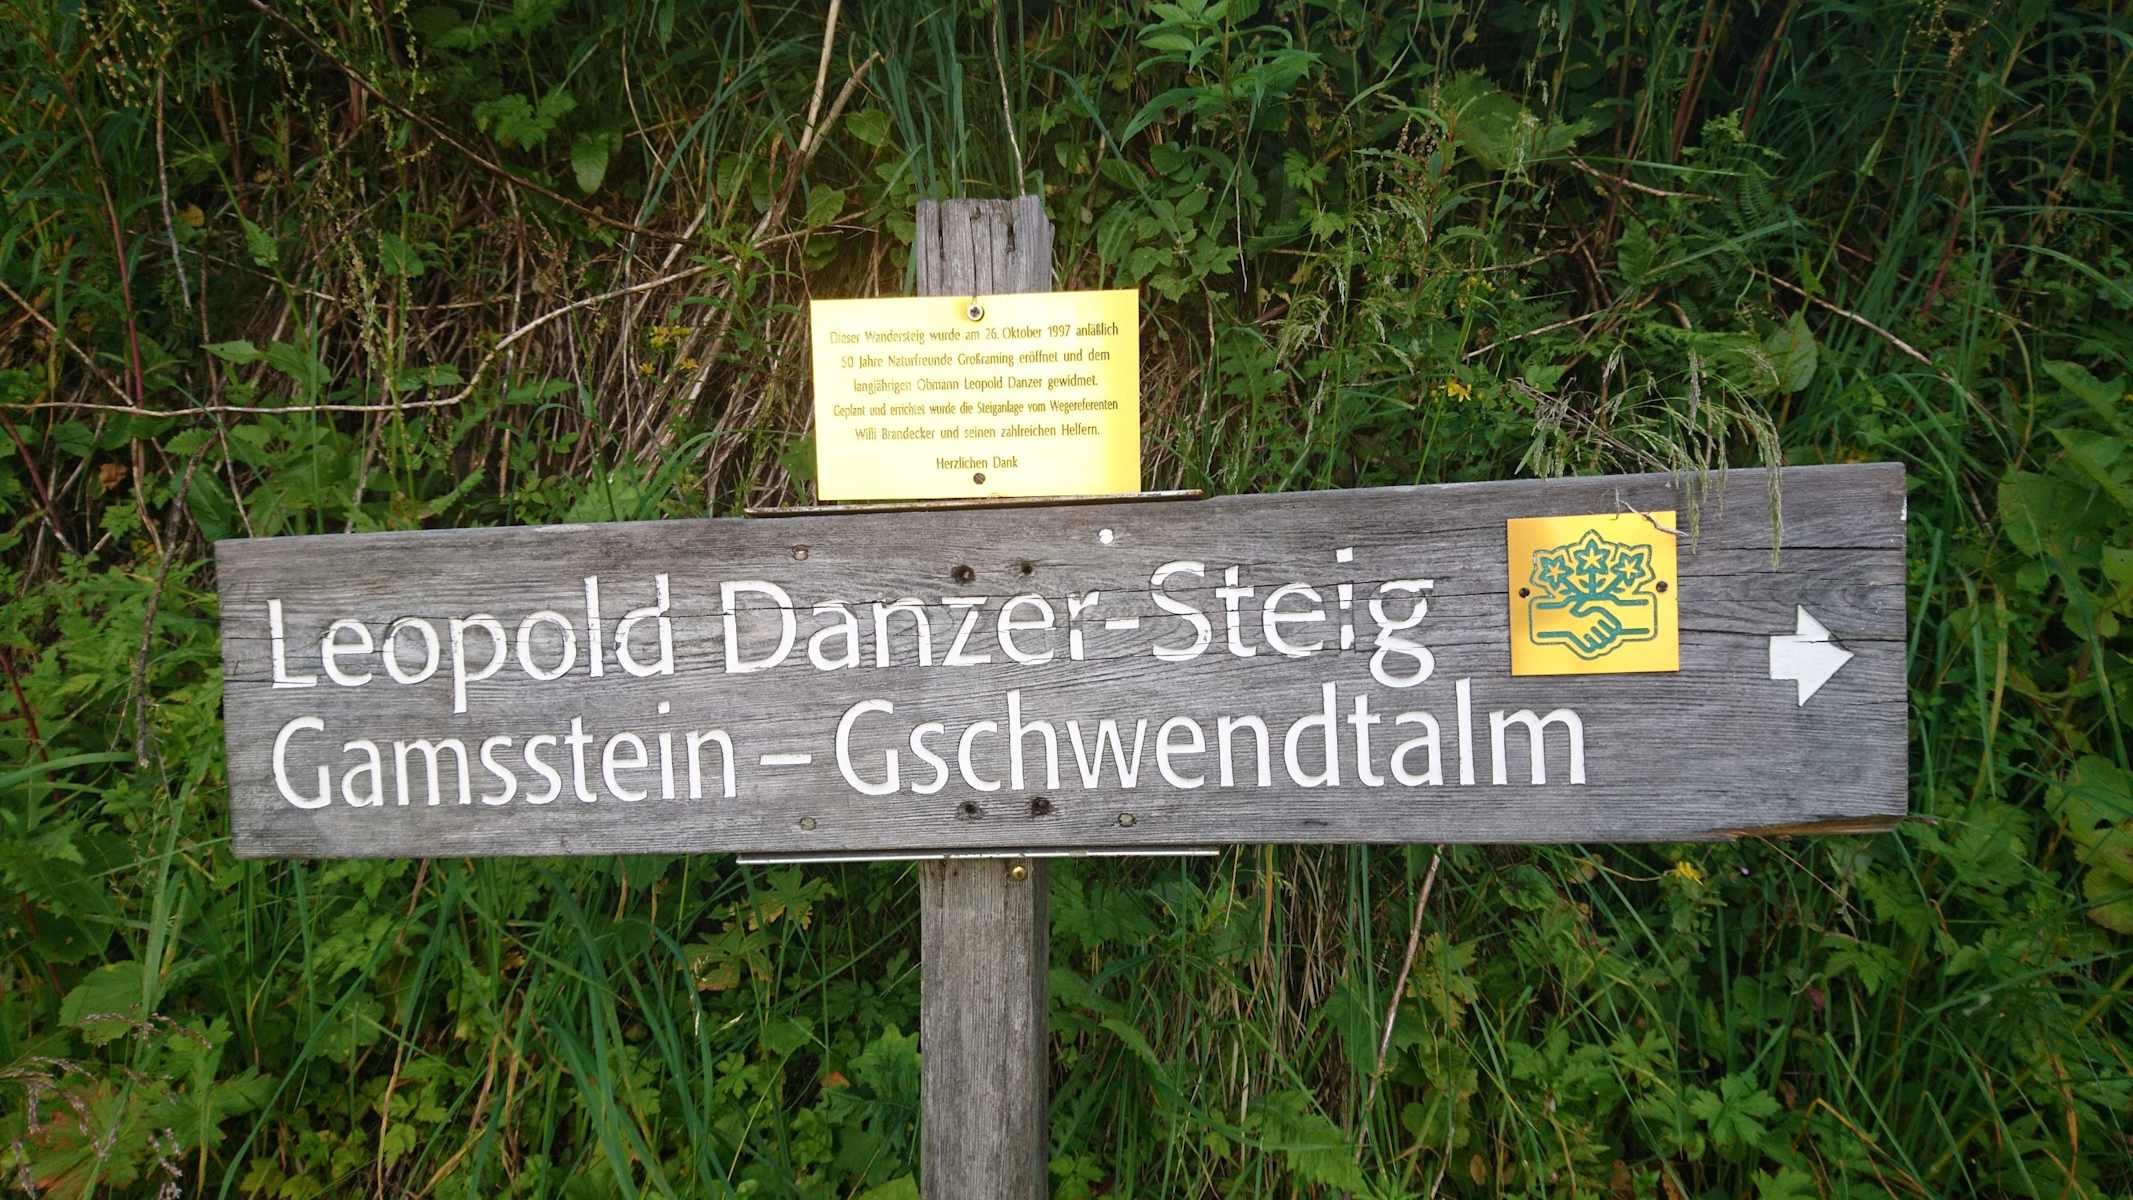 Dieser Wandersteig wurde am 26. Oktober 1997 anläßlich
50 Jahre Naturfreunde Großraming eröffnet und dem
langjährigen Obmann Leopold Danzer gewidmet.
Geplant und errichtet wurde die Steiganlage vom Wegereferenten
Willi Brandecker und seinen zahlreichen Helfern.
Herzlichen Dank
Leopold Danzer-Steig
Gamsstein – Gschwendtalm